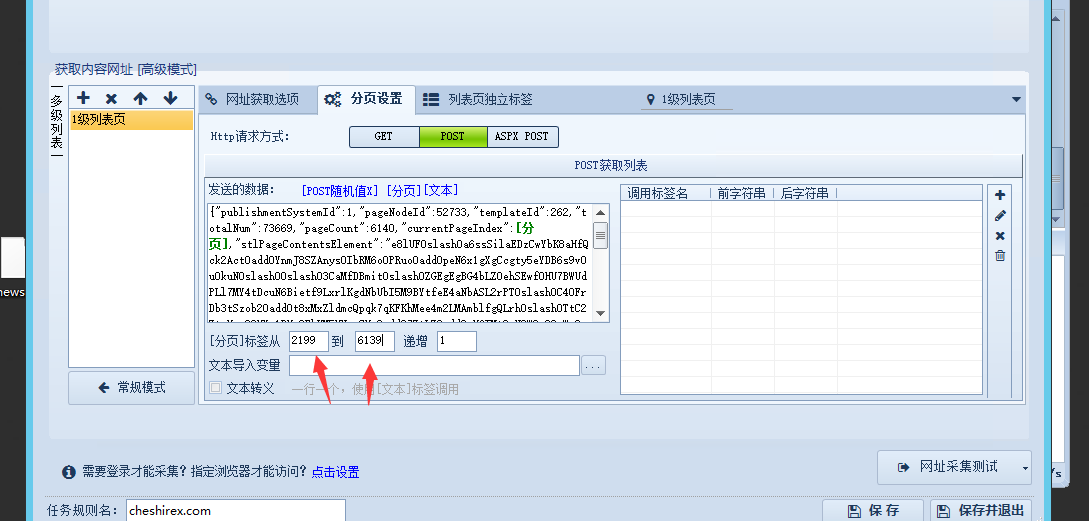 获取内容网址 [高级模式]
多级列表
1级列表页
常规模式
网址获取选项
分页设置
列表页独立标签
1级列表页
Http请求方式:
GET
POST
ASPX POST
POST获取列表
发送的数据: [POST随机值X] [分页][文本]
{"publishmentSystemId":1,"pageNodeId":52733,"templateId":262,"t
otalNum":73669,"pageCount":6140,"currentPageIndex":[分
页],"stlPageContentsElement":"e8lUF0slash0a6ssSilaEDzCwYbK8aHfQ
ck2Act0add0YnmJ8SZAnys0IbRM6o0PRuo0add0peN6x1gXgCcgty5eYDB6s9v0
u0kuN0slash00slash03CaMfDBmit0slash0ZGEgEgBG4bLZ0ehSEwf0HU7BWUd
PLl7MY4tDcuN6Bietf9LxrlKgdNbUbI5M9BYtfeE4aNbASL2rPT0slash0C40Fr
Db3tSzob20add0t8xMxZldmcQpqk7qKFKhMee4m2LMAmblfgQLrh0slash0TtC2
调用标签名
前字符串
后字符串
[分页]标签从 2199 到 6139 递增 1
文本导入变量
...
文本转义
一行一个，使用[文本]标签调用
news
需要登录才能采集? 指定浏览器才能访问? 点击设置
网址采集测试
/s
任务规则名: cheshirex.com
保 存
保存并退出